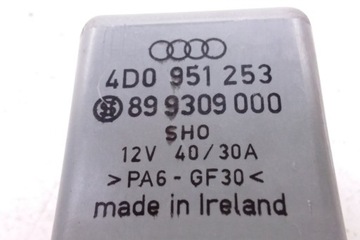 4D0 951 253
89 9309 000
SHO
12V 40/30A
>PA6-GF30<
made in Ireland